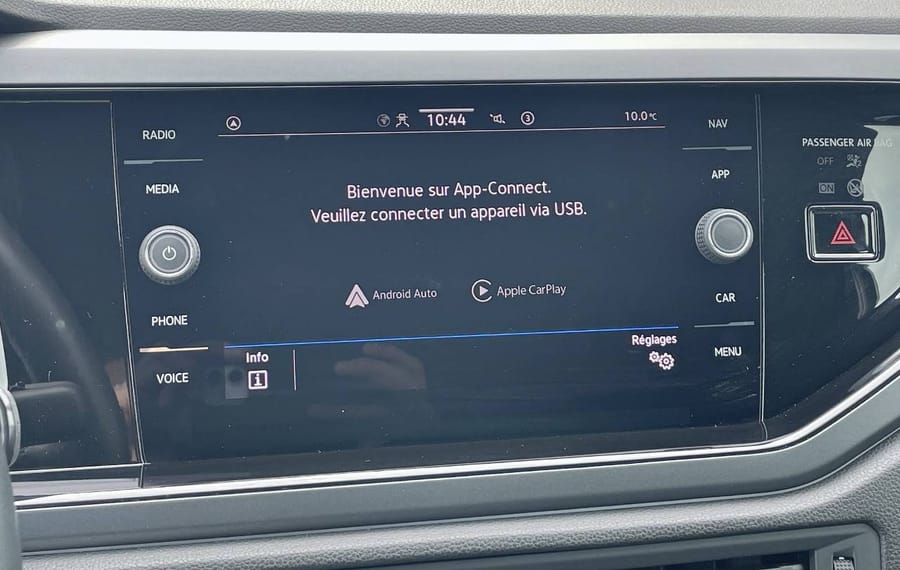 RADIO
MEDIA
PHONE
VOICE
10:44
3
10.0°C
Bienvenue sur App-Connect.
Veuillez connecter un appareil via USB.
Android Auto
Apple CarPlay
Info
i
Réglages
NAV
APP
CAR
MENU
PASSENGER AIR BAG
OFF
ON